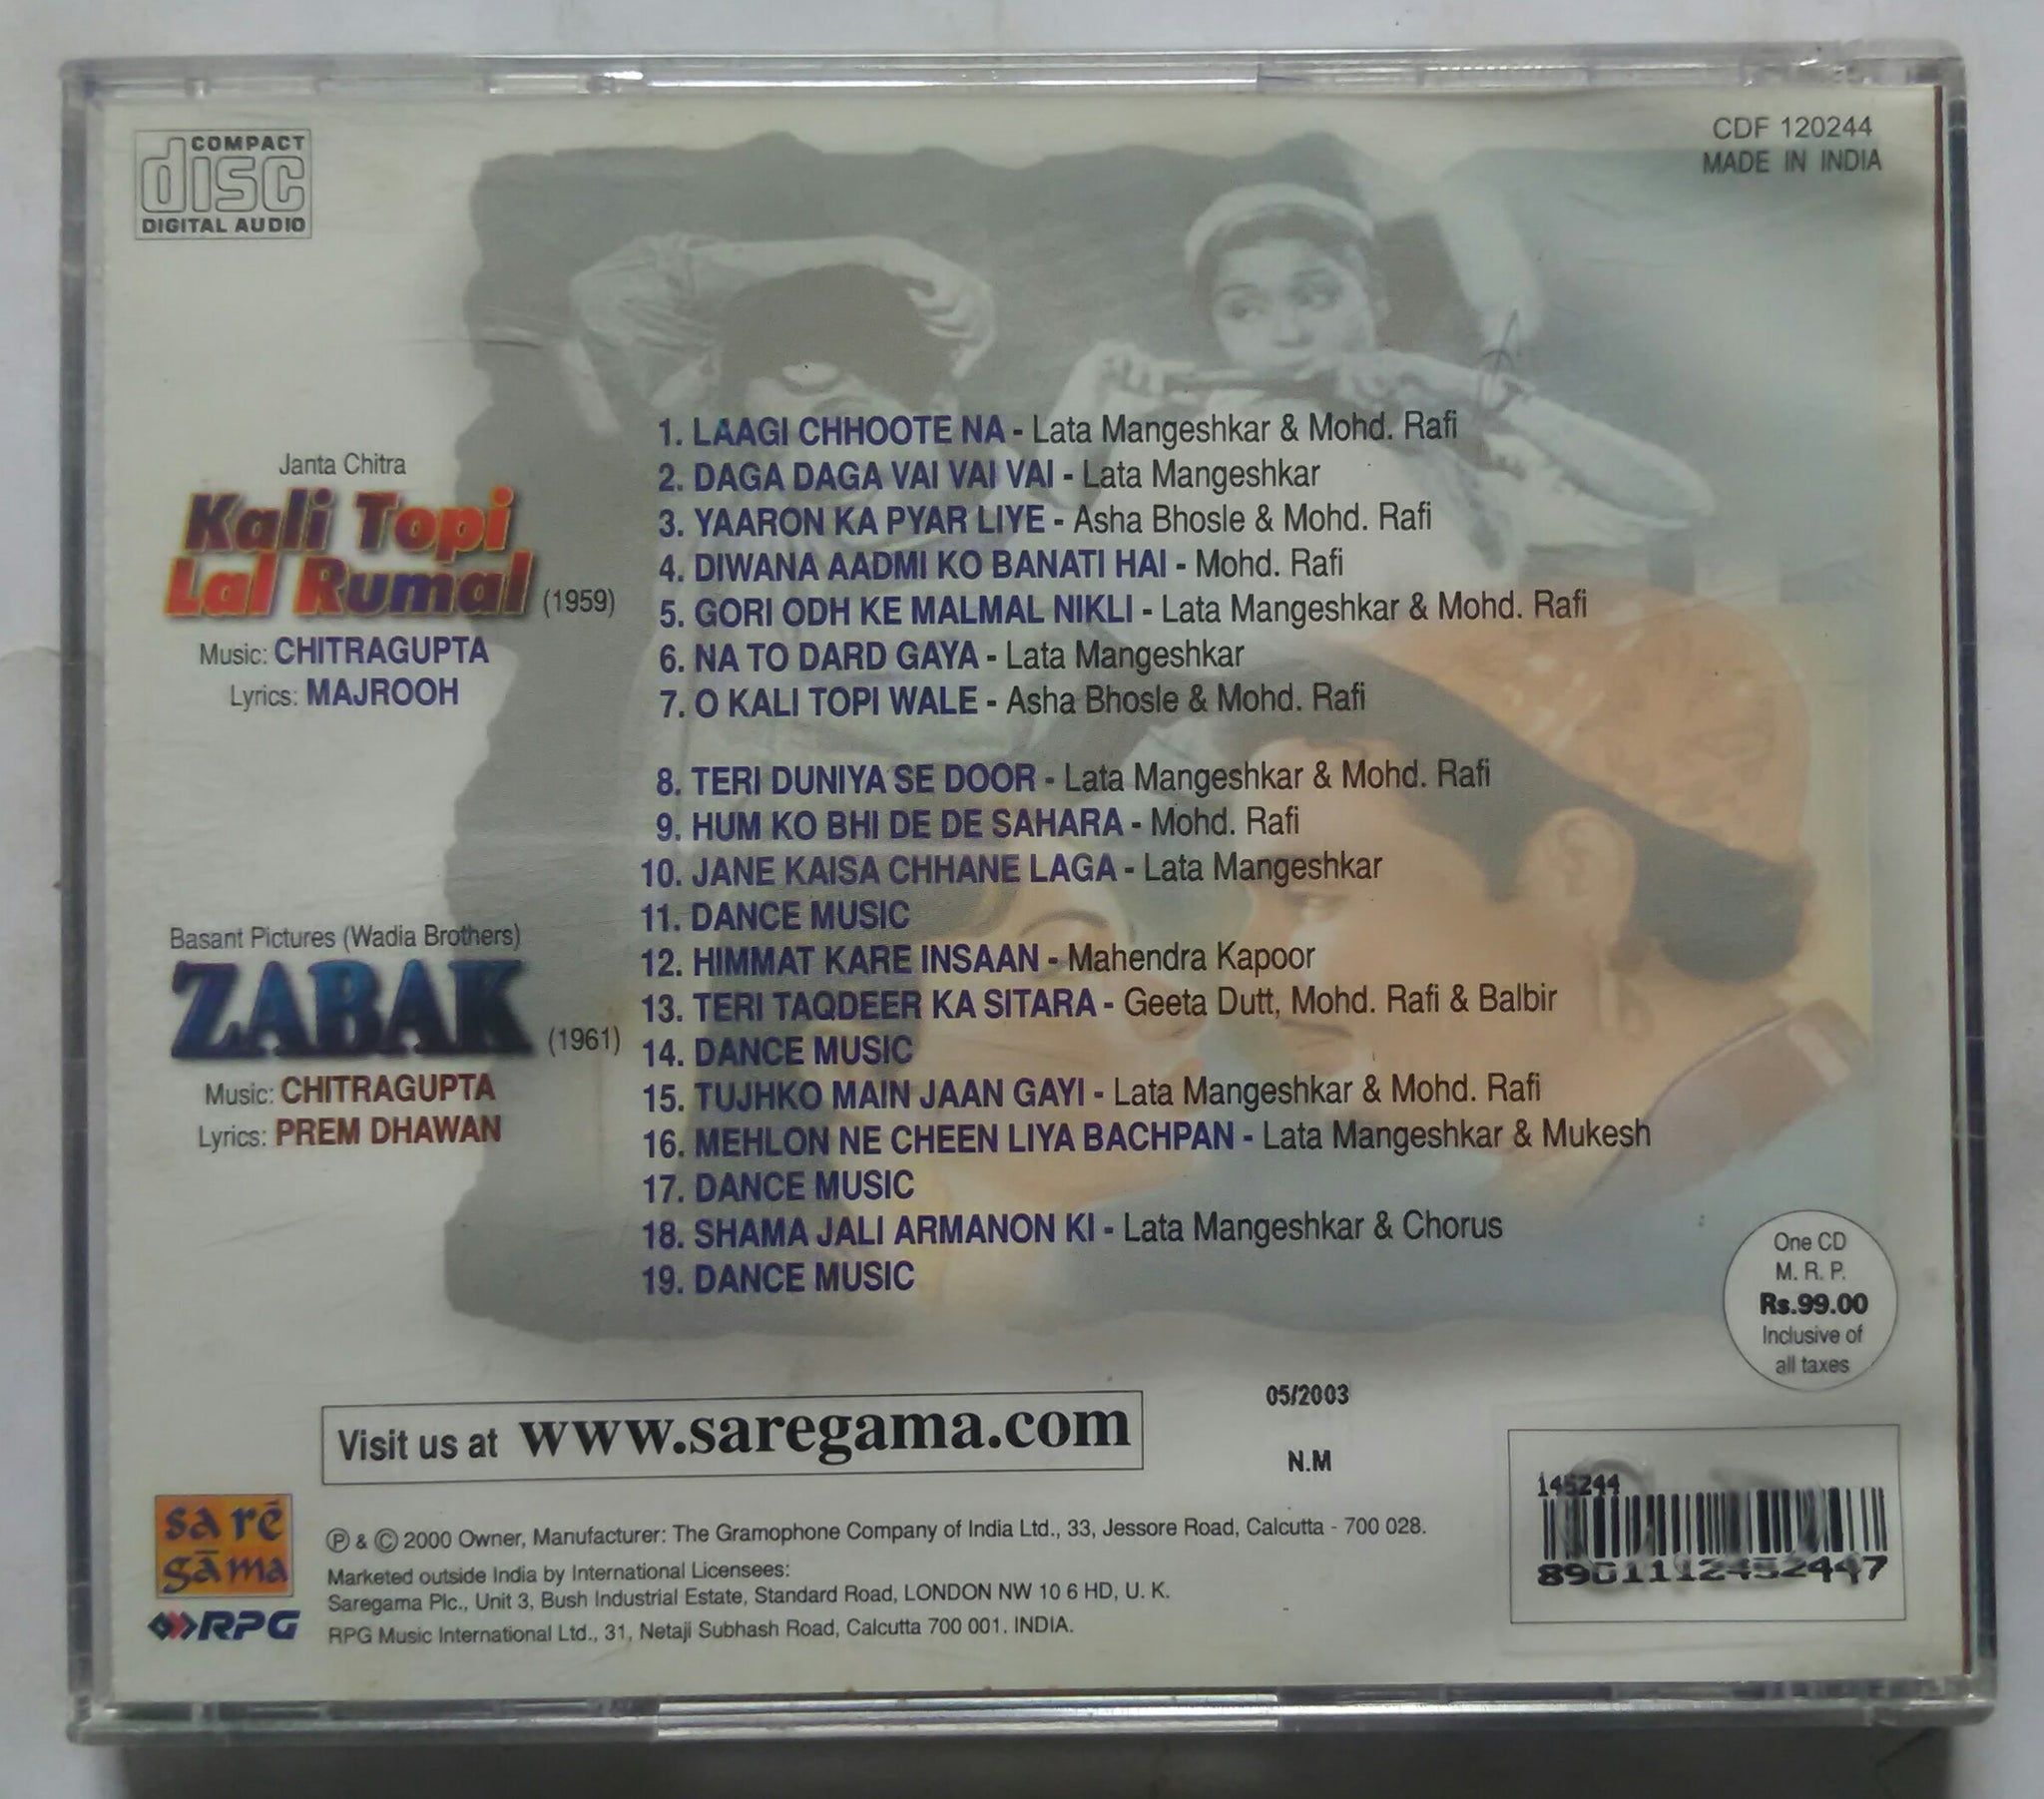 COMPACT
disc
DIGITAL AUDIO
CDF 120244
MADE IN INDIA
Janta Chitra
Kali Topi
Lal Rumal (1959)
Music: CHITRAGUPTA
Lyrics: MAJROOH
1. LAAGI CHHOOTE NA - Lata Mangeshkar & Mohd. Rafi
2. DAGA DAGA VAI VAI VAI - Lata Mangeshkar
3. YAARON KA PYAR LIYE - Asha Bhosle & Mohd. Rafi
4. DIWANA AADMI KO BANATI HAI - Mohd. Rafi
5. GORI ODH KE MALMAL NIKLI - Lata Mangeshkar & Mohd. Rafi
6. NA TO DARD GAYA - Lata Mangeshkar
7. O KALI TOPI WALE - Asha Bhosle & Mohd. Rafi
Basant Pictures (Wadia Brothers)
ZABAK (1961)
Music: CHITRAGUPTA
Lyrics: PREM DHAWAN
8. TERI DUNIYA SE DOOR - Lata Mangeshkar & Mohd. Rafi
9. HUM KO BHI DE DE SAHARA - Mohd. Rafi
10. JANE KAISA CHHANE LAGA - Lata Mangeshkar
11. DANCE MUSIC
12. HIMMAT KARE INSAAN - Mahendra Kapoor
13. TERI TAQDEER KA SITARA - Geeta Dutt, Mohd. Rafi & Balbir
14. DANCE MUSIC
15. TUJHKO MAIN JAAN GAYI - Lata Mangeshkar & Mohd. Rafi
16. MEHLON NE CHEEN LIYA BACHPAN - Lata Mangeshkar & Mukesh
17. DANCE MUSIC
18. SHAMA JALI ARMANON KI - Lata Mangeshkar & Chorus
19. DANCE MUSIC
One CD
M. R. P.
Rs.99.00
Inclusive of
all taxes
Visit us at www.saregama.com
05/2003
N.M
sa rē
gāma
RPG
℗ & © 2000 Owner, Manufacturer: The Gramophone Company of India Ltd., 33, Jessore Road, Calcutta - 700 028.
Marketed outside India by International Licensees:
Saregama Plc., Unit 3, Bush Industrial Estate, Standard Road, LONDON NW 10 6 HD, U. K.
RPG Music International Ltd., 31, Netaji Subhash Road, Calcutta 700 001. INDIA.
145244
8901112452447